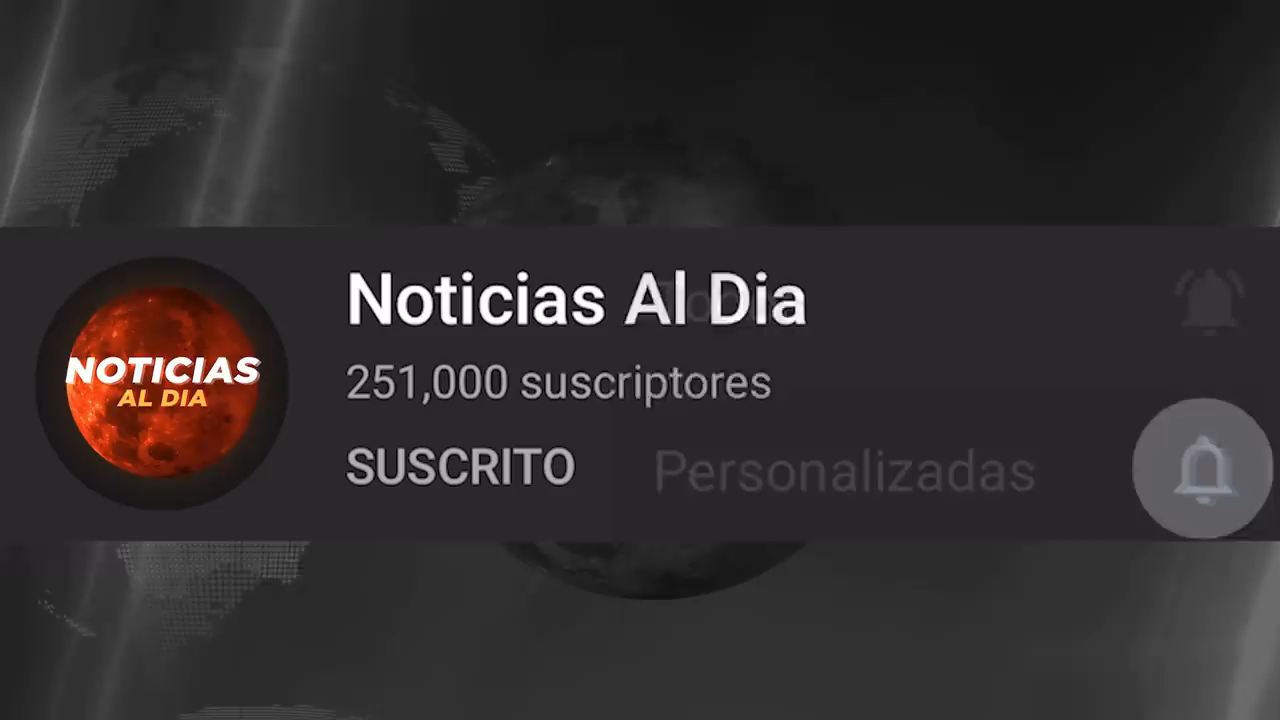 Noticias Al Dia
251,000 suscriptores
SUSCRITO
Personalizadas
NOTICIAS
AL DIA